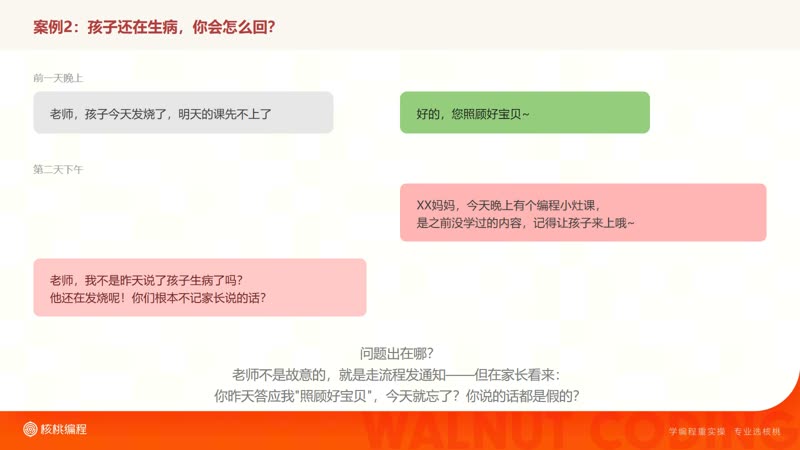 案例2：孩子还在生病，你会怎么回？
前一天晚上
老师，孩子今天发烧了，明天的课先不上了
好的，您照顾好宝贝~
第二天下午
XX妈妈，今天晚上有个编程小灶课，
是之前没学过的内容，记得让孩子来上哦~
老师，我不是昨天说了孩子生病了吗？
他还在发烧呢！你们根本不记家长说的话？
问题出在哪？
老师不是故意的，就是走流程发通知——但在家长看来：
你昨天答应我"照顾好宝贝"，今天就忘了？你说的话都是假的？
核桃编程
WALNUT CODING
学编程重实操 专业选核桃